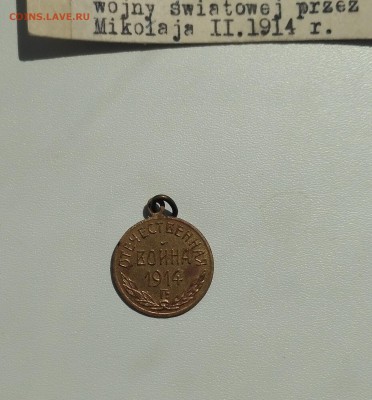 COINS.LAVE.RU
wojny światowej przez
Mikołaja II.1914 r.
ОТЕЧЕСТВЕННАЯ
ВОЙНА
1914
Г